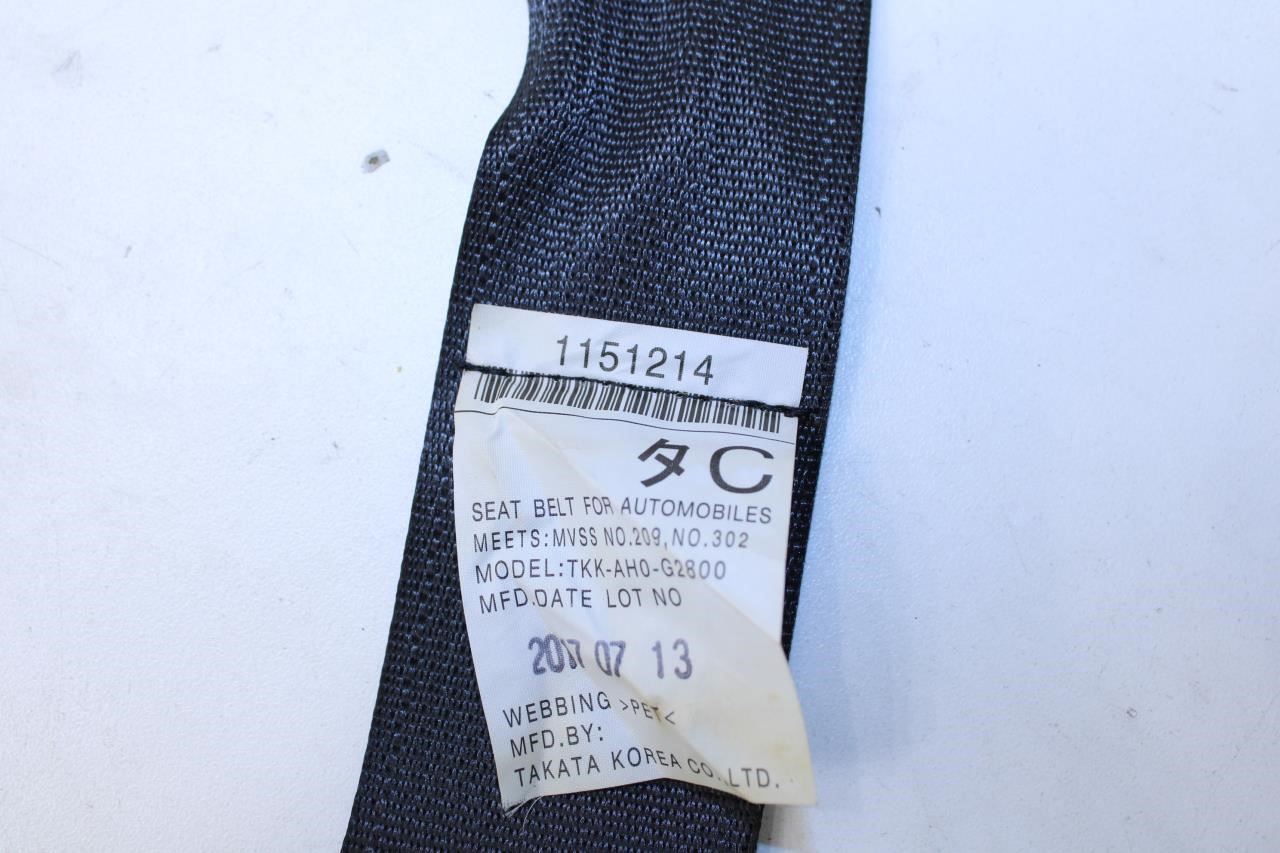 1151214
タC
SEAT BELT FOR AUTOMOBILES
MEETS:MVSS NO.209, NO.302
MODEL:TKK-AH0-G2800
MFD.DATE LOT NO
2017 07 13
WEBBING >PET<
MFD.BY:
TAKATA KOREA CO.,LTD.